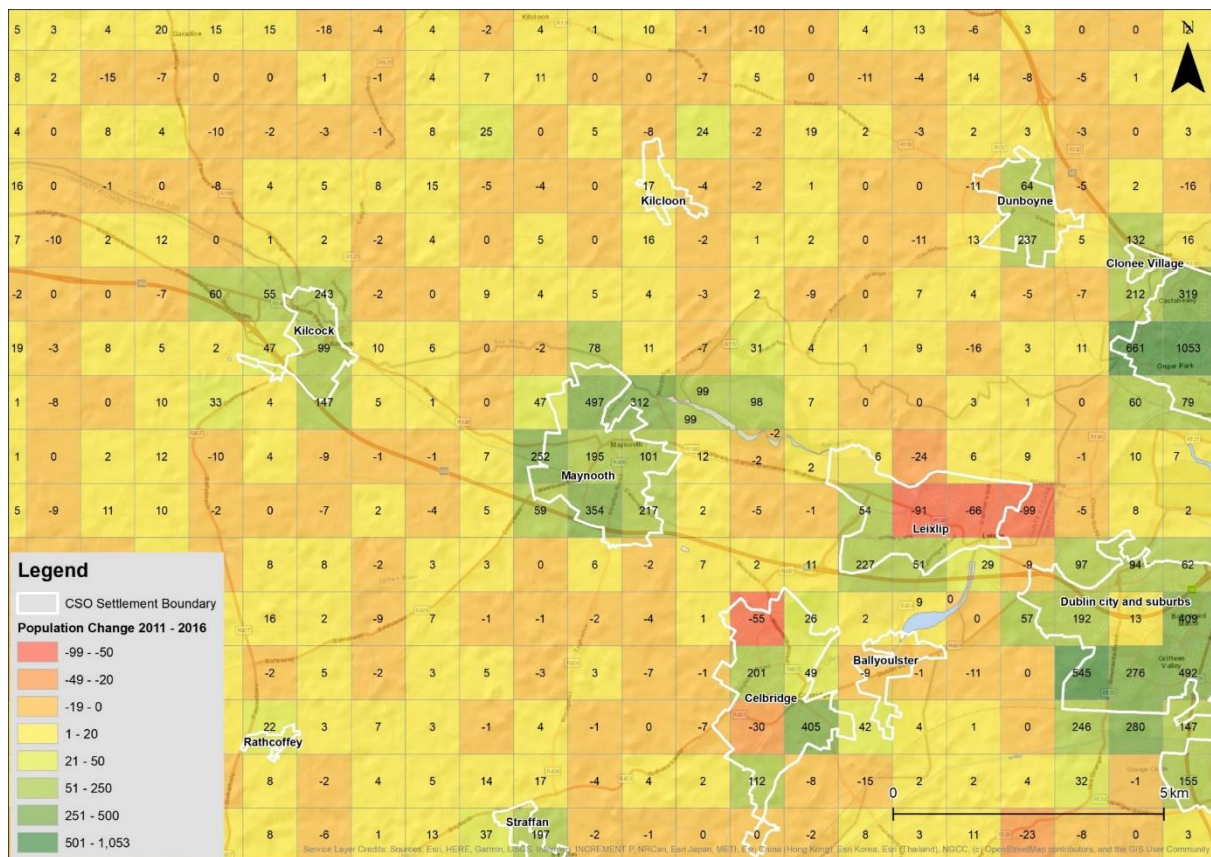 5 3 4 20 15 15 -18 -4 4 -2 4 1 10 -1 -10 0 4 13 -6 3 0 0
N
8 2 -15 -7 0 0 1 -1 4 7 11 0 0 -7 5 0 -11 -4 14 -8 -5 1
4 0 8 4 -10 -2 -3 -1 8 25 0 5 -8 24 -2 19 2 -3 2 3 -3 0 3
16 0 -1 0 -8 4 5 8 15 -5 -4 0 17 -4 -2 1 0 0 -11 64 -5 2 -16
Kilcloon Dunboyne
7 -10 2 12 0 1 2 -2 4 0 5 0 16 -2 1 2 0 -11 13 237 5 132 16
Clonee Village
-2 0 0 -7 60 55 243 -2 0 9 4 5 4 -3 2 -9 0 7 4 -5 -7 212 319
Kilcock
19 -3 8 5 2 47 99 10 6 0 -2 78 11 -7 31 4 1 9 -16 3 11 661 1053
Ongar Park
1 -8 0 10 33 4 147 5 1 0 47 497 312 99 99 98 7 0 0 3 1 0 60 79
-2
Maynooth
1 0 2 12 -10 4 -9 -1 -1 7 252 195 101 12 -2 2 6 -24 6 9 -1 10 7
Maynooth
5 -9 11 10 -2 0 -7 2 -4 5 59 354 217 2 -5 -1 54 -91 -66 -99 -5 8 2
Leixlip
8 8 -2 3 3 0 6 -2 7 2 11 227 51 29 -9 97 94 62
Dublin city and suburbs
16 2 -9 7 -1 -1 -2 -4 1 -55 26 2 9 0 0 57 192 13 409
Ballyoulster
-2 5 -2 3 5 -3 3 -7 -1 201 49 -9 -1 -11 0 545 276 492
Griffeen
Valley
Celbridge
22 3 7 3 -1 4 -1 0 -7 -30 405 42 4 1 0 246 280 147
Rathcoffey
8 -2 4 5 14 17 -4 4 2 112 -8 -15 2 2 4 32 -1 155
0 5 km
Straffan
8 -6 1 13 37 197 -2 -1 0 0 -2 8 3 11 -23 -8 0 3
Legend
CSO Settlement Boundary
Population Change 2011 - 2016
-99 - -50
-49 - -20
-19 - 0
1 - 20
21 - 50
51 - 250
251 - 500
501 - 1,053
Service Layer Credits: Sources: Esri, HERE, Garmin, USGS, Intermap, INCREMENT P, NRCan, Esri Japan, METI, Esri China (Hong Kong), Esri Korea, Esri (Thailand), NGCC, (c) OpenStreetMap contributors, and the GIS User Community